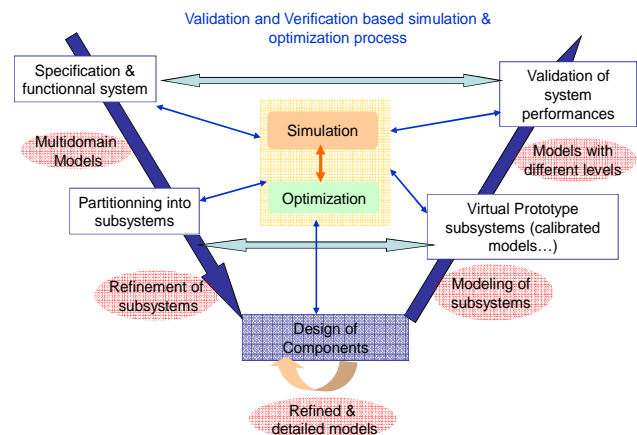 Validation and Verification based simulation &
optimization process
Specification &
functionnal system
Validation of
system
performances
Simulation
Multidomain
Models
Models with
different levels
Optimization
Partitionning into
subsystems
Virtual Prototype
subsystems (calibrated
models...)
Refinement of
subsystems
Modeling of
subsystems
Design of
Components
Refined &
detailed models